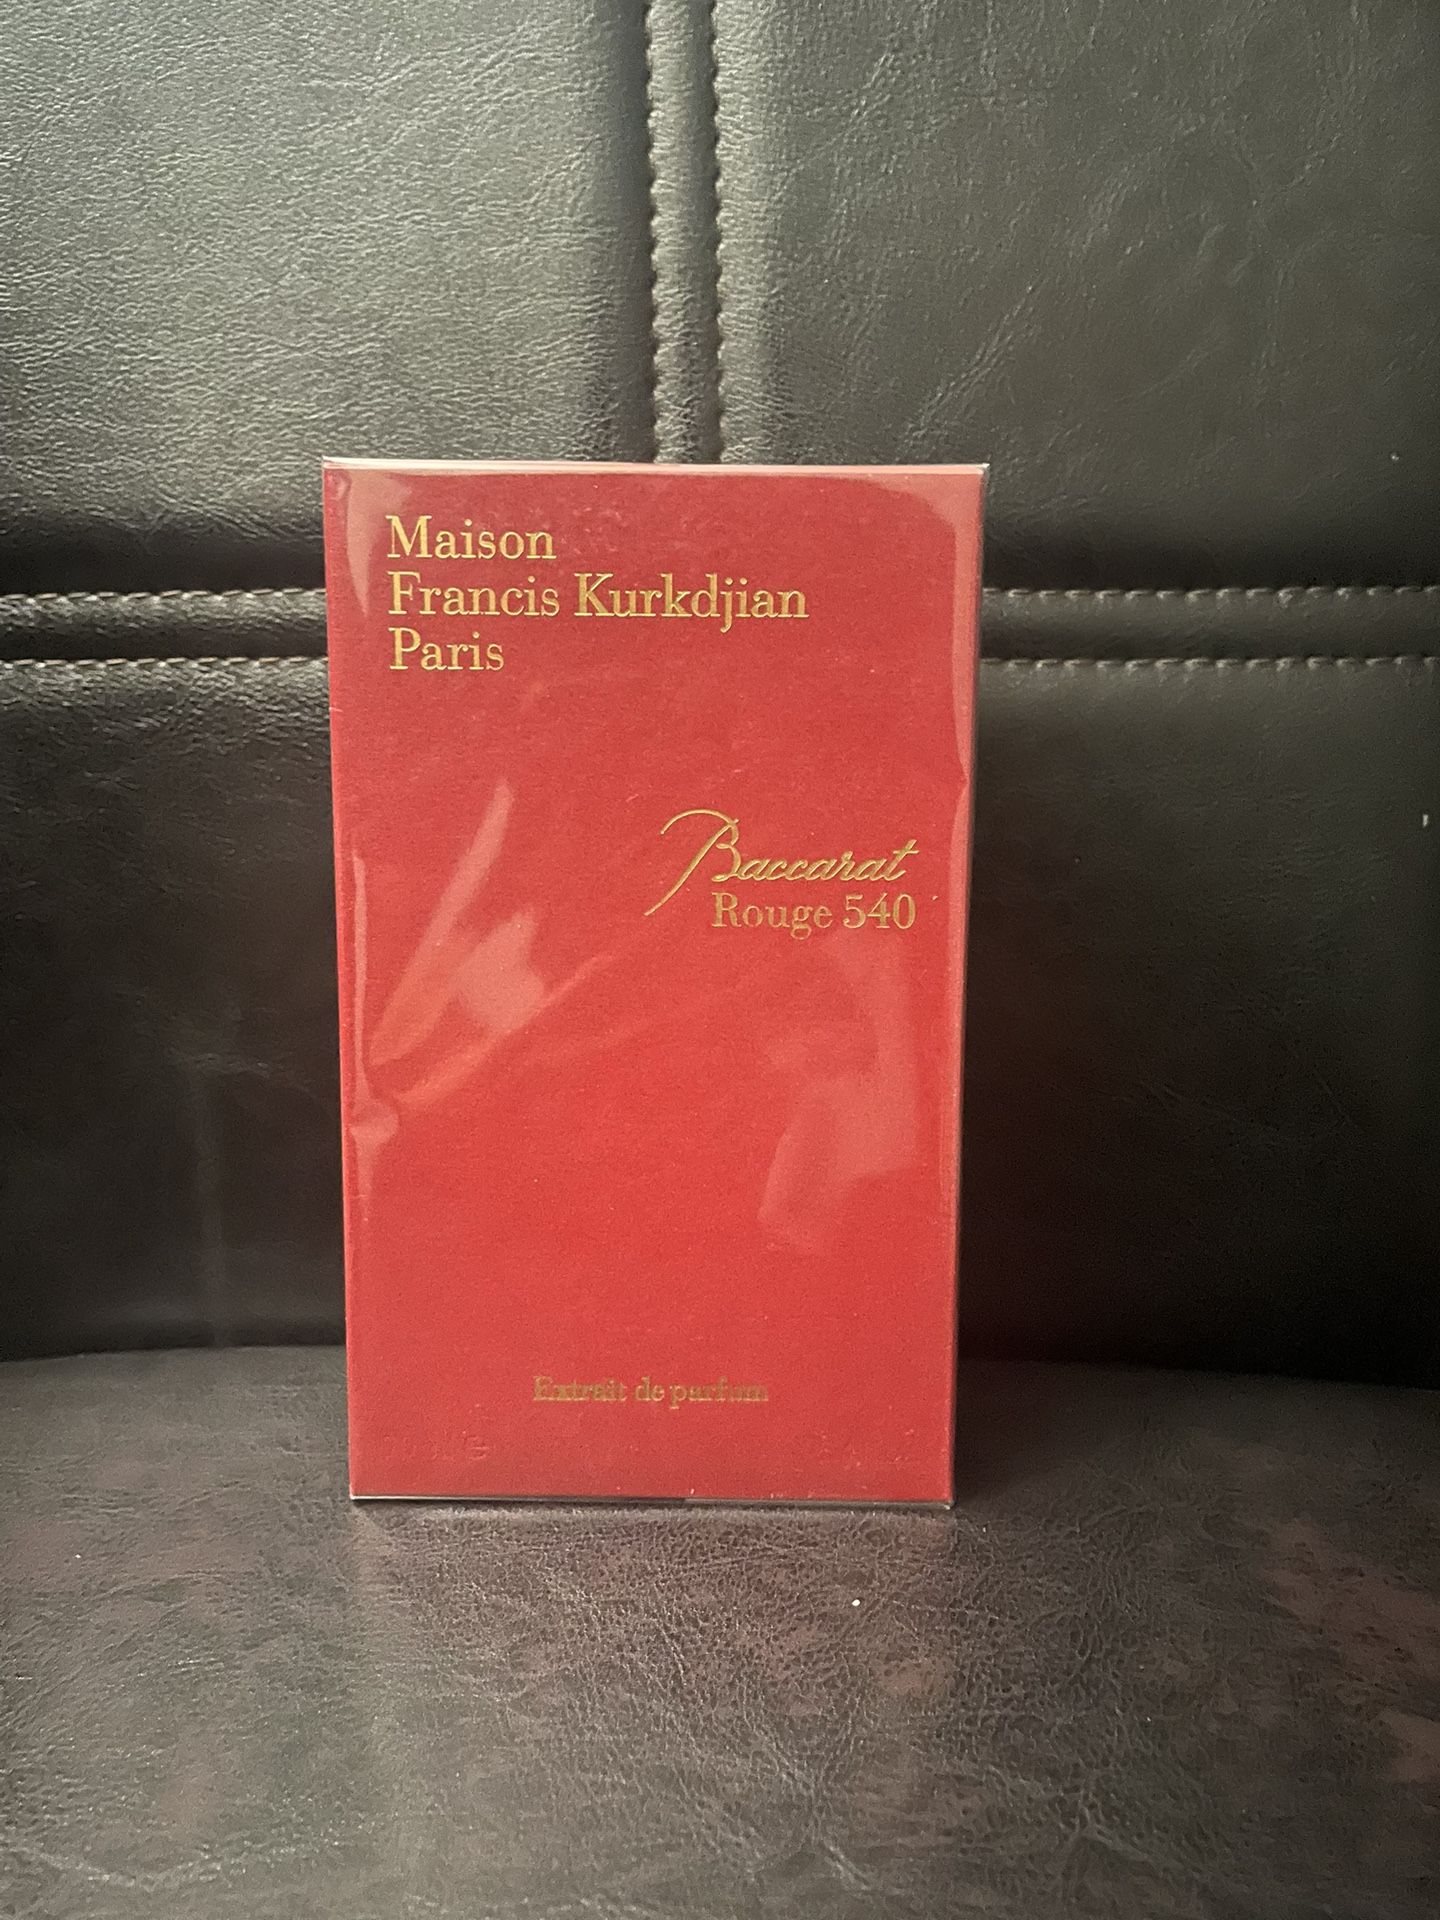 Maison
Francis Kurkdjian
Paris
Baccarat
Rouge 540
Extrait de parfum